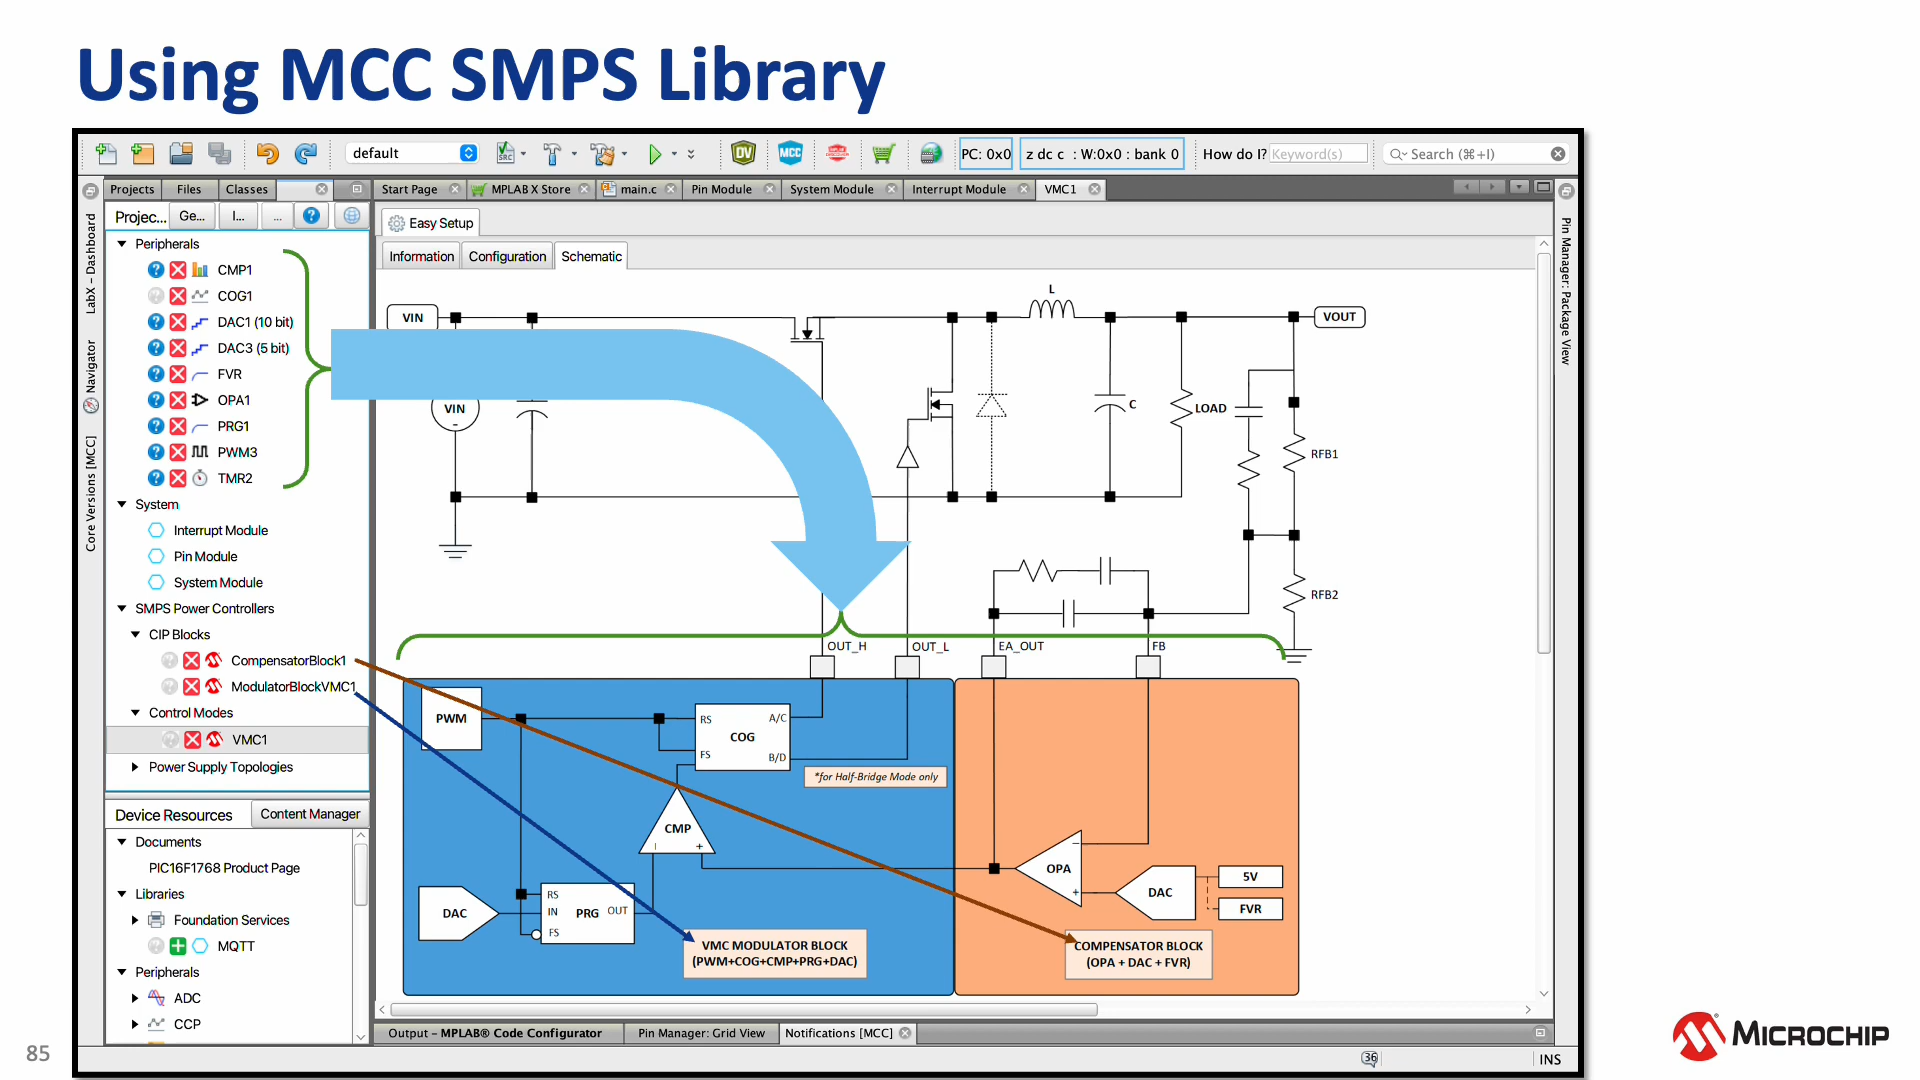 Using MCC SMPS Library
default
SRC
DV
MCC
PC: 0x0
z dc c : W:0x0 : bank 0
How do I?
Keyword(s)
Search (⌘+I)
Projects
Files
Classes
Start Page
MPLAB X Store
main.c
Pin Module
System Module
Interrupt Module
VMC1
LabX – Dashboard
Navigator
Core Versions [MCC]
Pin Manager: Package View
Projec...
Ge...
I...
...
Easy Setup
Information
Configuration
Schematic
Peripherals
CMP1
COG1
DAC1 (10 bit)
DAC3 (5 bit)
FVR
OPA1
PRG1
PWM3
TMR2
System
Interrupt Module
Pin Module
System Module
SMPS Power Controllers
CIP Blocks
CompensatorBlock1
ModulatorBlockVMC1
Control Modes
VMC1
Power Supply Topologies
Device Resources
Content Manager
Documents
PIC16F1768 Product Page
Libraries
Foundation Services
MQTT
Peripherals
ADC
CCP
VIN
L
VOUT
VIN
-
C
LOAD
RFB1
RFB2
OUT_H
OUT_L
EA_OUT
FB
PWM
RS
A/C
COG
FS
B/D
*for Half-Bridge Mode only
CMP
+
DAC
RS
IN
PRG
OUT
FS
OPA
−
+
DAC
5V
FVR
VMC MODULATOR BLOCK
(PWM+COG+CMP+PRG+DAC)
COMPENSATOR BLOCK
(OPA + DAC + FVR)
Output – MPLAB® Code Configurator
Pin Manager: Grid View
Notifications [MCC]
36
INS
85
MICROCHIP